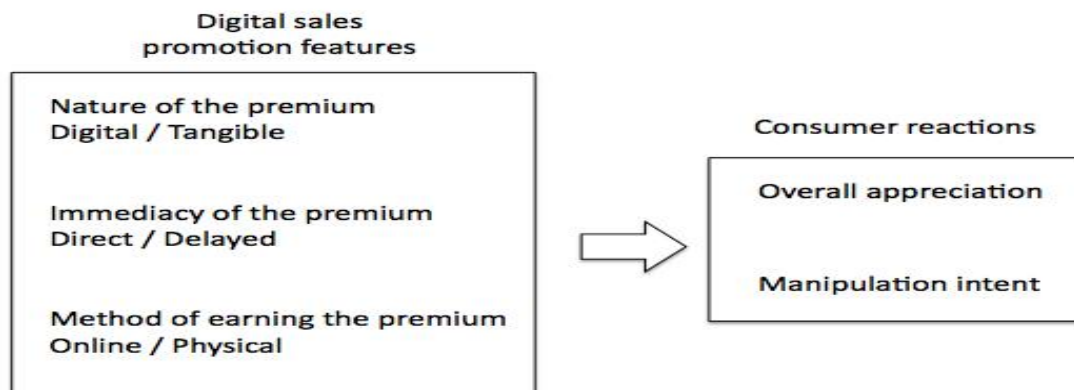 Digital sales
promotion features
Nature of the premium
Digital / Tangible
Immediacy of the premium
Direct / Delayed
Method of earning the premium
Online / Physical
Consumer reactions
Overall appreciation
Manipulation intent